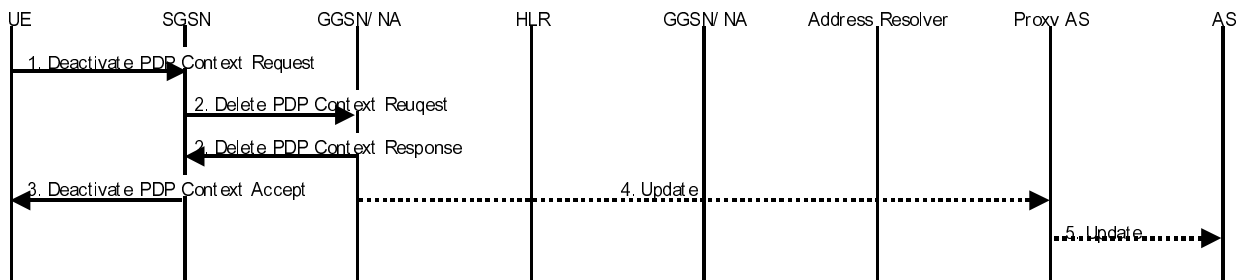 UE SGSN GGSN/ NA HLR GGSN/ NA Address Resolver Proxy AS AS
1. Deactivate PDP Context Request
2. Delete PDP Context Reuqest
2. Delete PDP Context Response
3. Deactivate PDP Context Accept 4. Update
5. Update